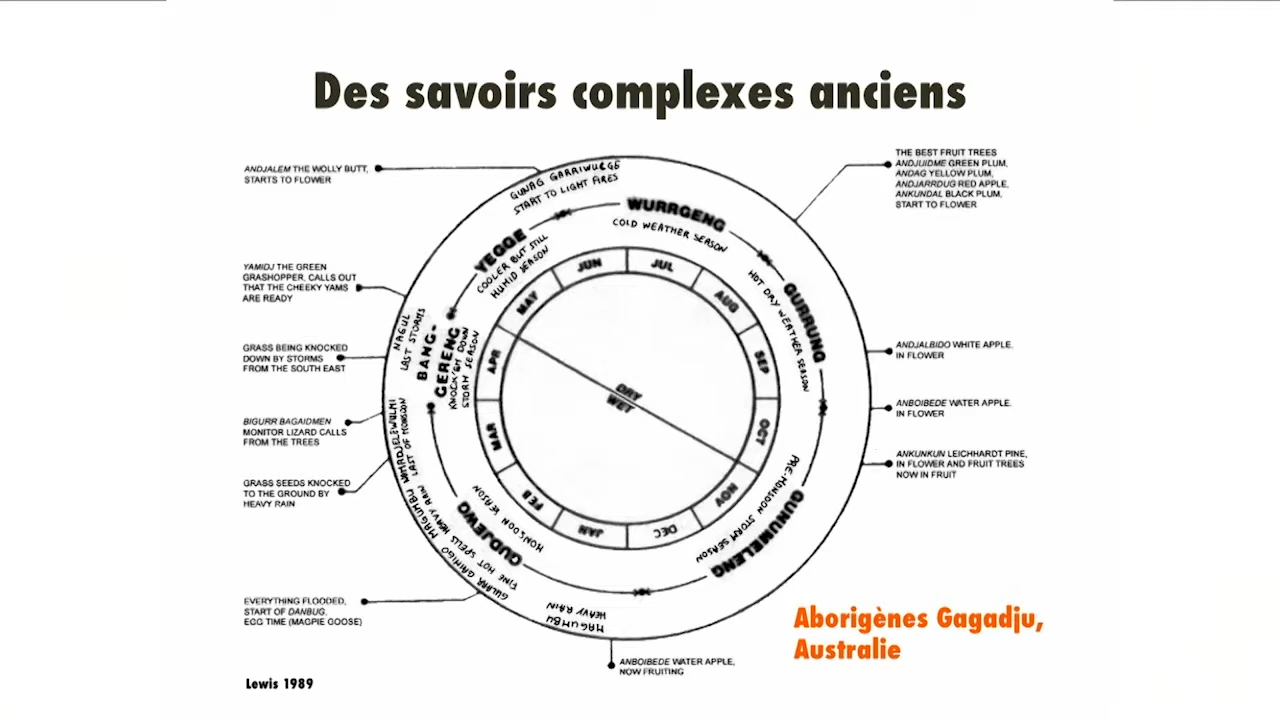 Des savoirs complexes anciens
ANDJALEM THE WOLLY BUTT,
STARTS TO FLOWER
YAMIDJ THE GREEN
GRASHOPPER, CALLS OUT
THAT THE CHEEKY YAMS
ARE READY
GRASS BEING KNOCKED
DOWN BY STORMS
FROM THE SOUTH EAST
BIGURR BAGAIDMEN
MONITOR LIZARD CALLS
FROM THE TREES
GRASS SEEDS KNOCKED
TO THE GROUND BY
HEAVY RAIN
EVERYTHING FLOODED,
START OF DANBUG,
EGG TIME (MAGPIE GOOSE)
GUNAG GARRIWURGE
START TO LIGHT FIRES
WURRGENG
COLD WEATHER SEASON
YEGGE
COOLER BUT STILL
HUMID SEASON
GURRUNG
HOT DRY WEATHER SEASON
NAGUL
LAST STORMS
BANG-
GERENG
KNOCK'EM DOWN
STORM SEASON
LAST OF MONSOON
MAGUMBU
HEAVY RAIN
GULAR GAIMIGO
FINE HOT SPELLS
GUDJEWG
MONSOON SEASON
MAGUMBU
HEAVY RAIN
PRE-MONSOON STORM SEASON
GUNUMELENG
JAN
FEB
MAR
APR
MAY
JUN
JUL
AUG
SEP
OCT
NOV
DEC
DRY
WET
THE BEST FRUIT TREES
ANDJUIDME GREEN PLUM,
ANDAG YELLOW PLUM,
ANDJARRDUG RED APPLE,
ANKUNDAL BLACK PLUM,
START TO FLOWER
ANDJALBIDO WHITE APPLE.
IN FLOWER
ANBOIBEDE WATER APPLE.
IN FLOWER
ANKUNKUN LEICHHARDT PINE,
IN FLOWER AND FRUIT TREES
NOW IN FRUIT
ANBOIBEDE WATER APPLE,
NOW FRUITING
Aborigènes Gagadju,
Australie
Lewis 1989